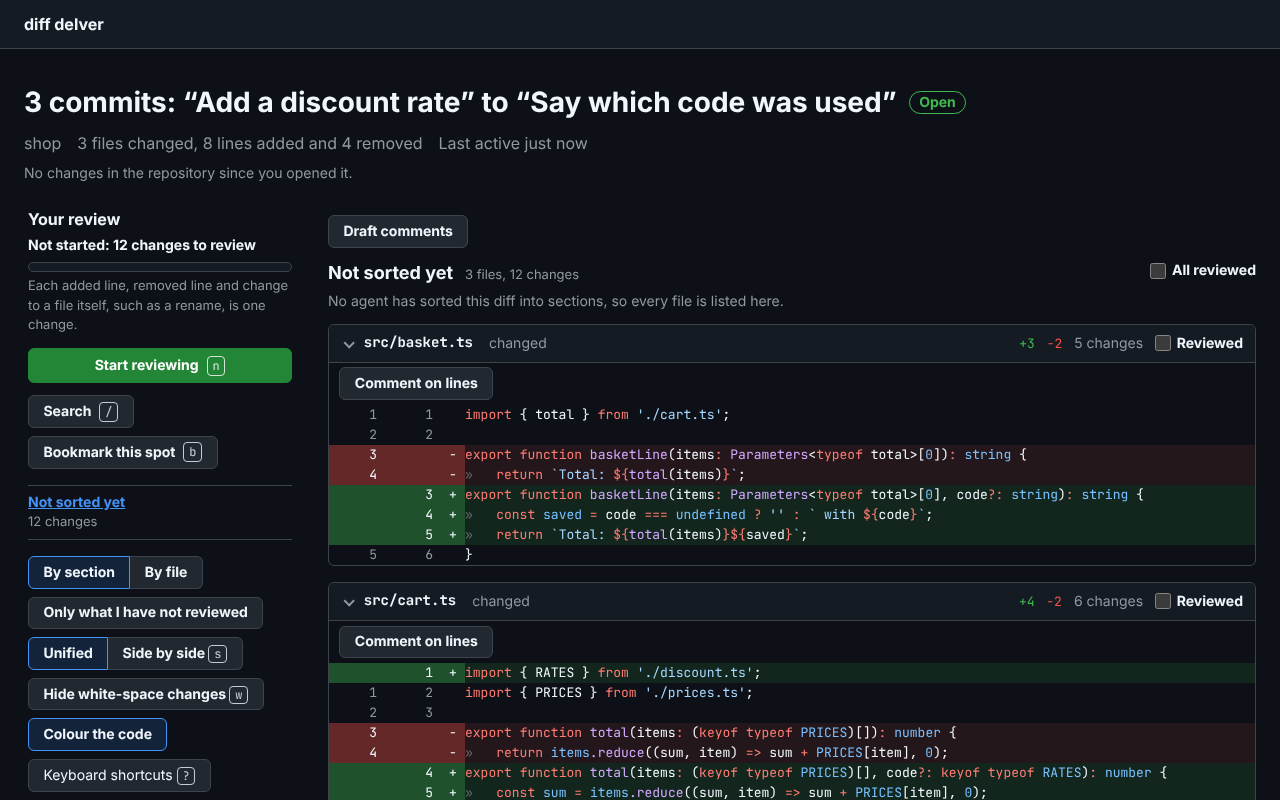 diff delver
3 commits: “Add a discount rate” to “Say which code was used” Open
shop 3 files changed, 8 lines added and 4 removed Last active just now
No changes in the repository since you opened it.
Your review
Not started: 12 changes to review
Each added line, removed line and change
to a file itself, such as a rename, is one
change.
Start reviewing n
Search /
Bookmark this spot b
Not sorted yet
12 changes
By section By file
Only what I have not reviewed
Unified Side by side s
Hide white-space changes w
Colour the code
Keyboard shortcuts ?
Draft comments
Not sorted yet 3 files, 12 changes All reviewed
No agent has sorted this diff into sections, so every file is listed here.
src/basket.ts changed +3 -2 5 changes Reviewed
Comment on lines
1 1 import { total } from './cart.ts';
2 2
3 - export function basketLine(items: Parameters<typeof total>[0]): string {
4 - » return `Total: ${total(items)}`;
3 + export function basketLine(items: Parameters<typeof total>[0], code?: string): string {
4 + » const saved = code === undefined ? '' : ` with ${code}`;
5 + » return `Total: ${total(items)}${saved}`;
5 6 }
src/cart.ts changed +4 -2 6 changes Reviewed
Comment on lines
1 + import { RATES } from './discount.ts';
1 2 import { PRICES } from './prices.ts';
2 3
3 - export function total(items: (keyof typeof PRICES)[]): number {
4 - » return items.reduce((sum, item) => sum + PRICES[item], 0);
4 + export function total(items: (keyof typeof PRICES)[], code?: keyof typeof RATES): number {
5 + » const sum = items.reduce((sum, item) => sum + PRICES[item], 0);